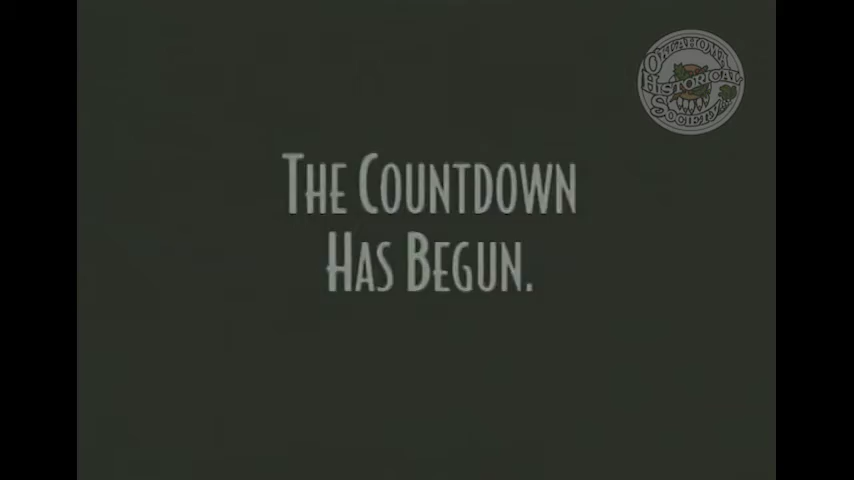 OKLAHOMA
HISTORICAL
SOCIETY
THE COUNTDOWN
HAS BEGUN.